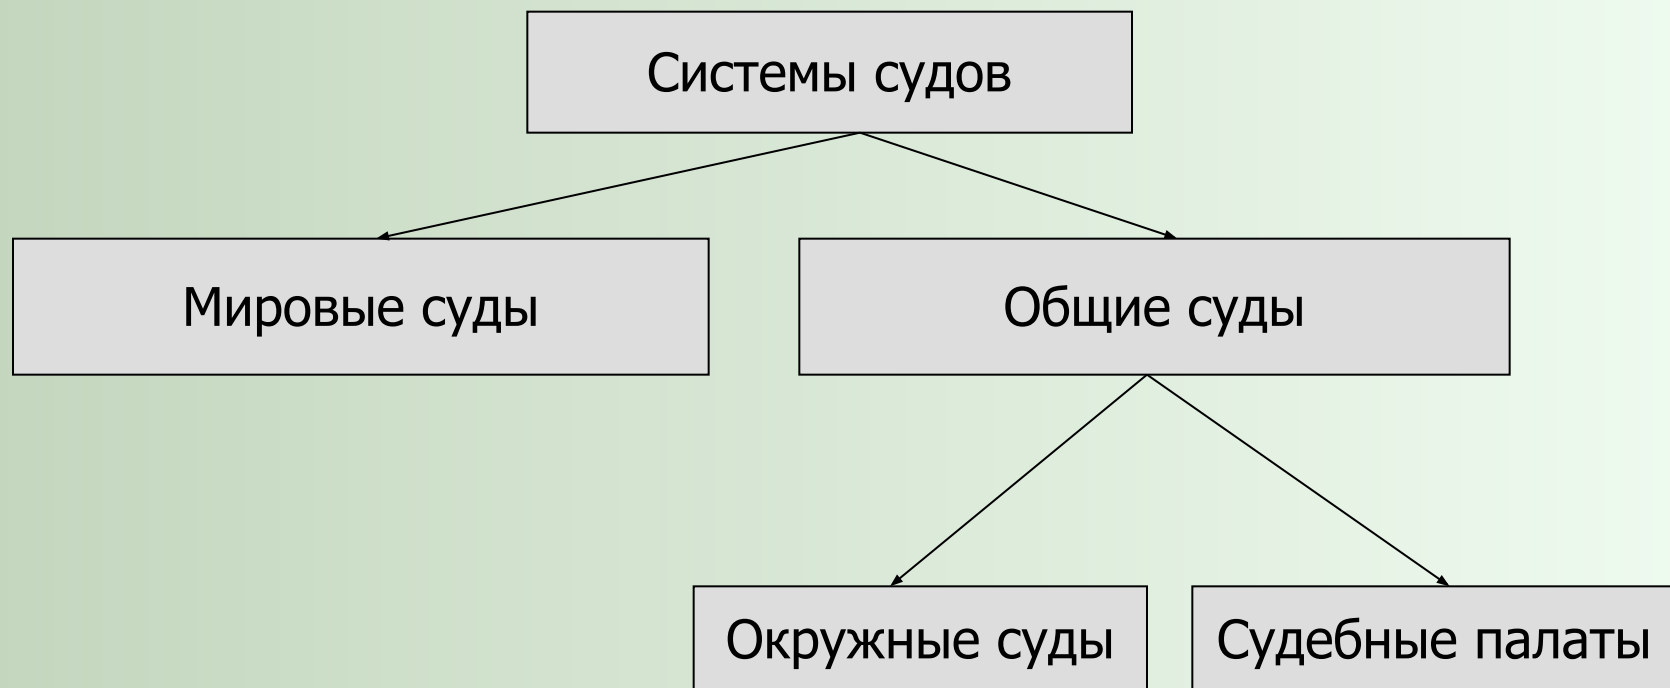 Системы судов
Мировые суды
Общие суды
Окружные суды
Судебные палаты